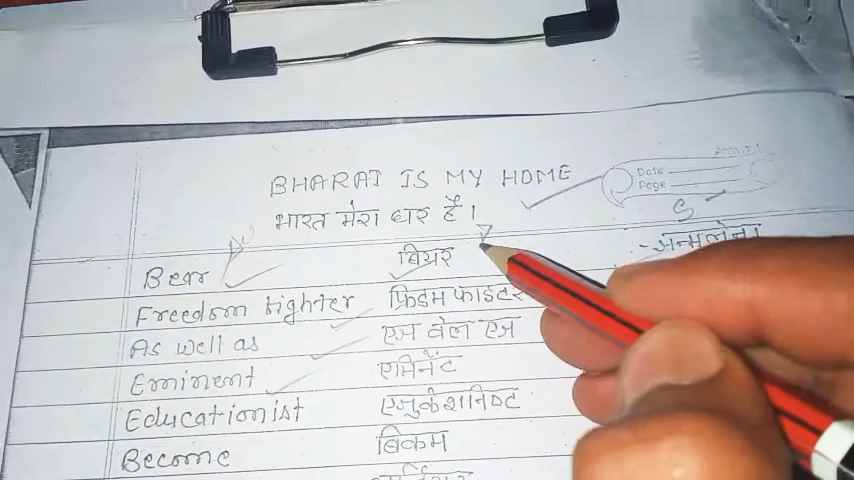 BHARAT IS MY HOME
भारत मेरा घर है।
Date
Page
S
Bear बियर जन्म लेना
Freedom fighter फ्रिडम फाइटर
As well as एज वेल एज
Eminent एमिनेंट
Educationist एजुकेशनिस्ट
Become बिकम